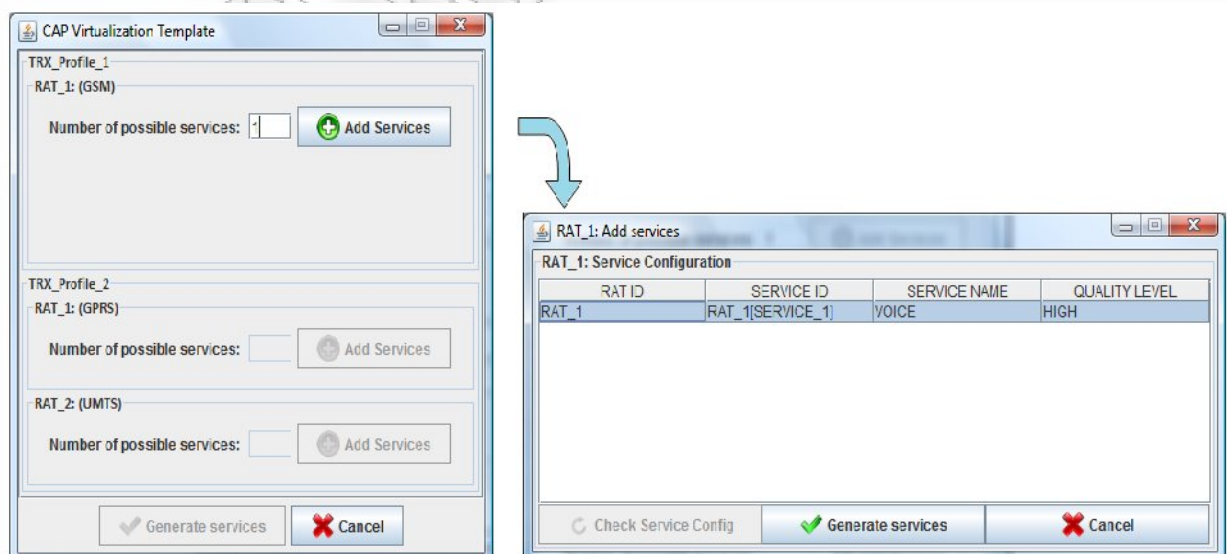 CAP Virtualization Template
TRX_Profile_1
RAT_1: (GSM)
Number of possible services: 1 Add Services
TRX_Profile_2
RAT_1: (GPRS)
Number of possible services: Add Services
RAT_2: (UMTS)
Number of possible services: Add Services
Generate services Cancel
RAT_1: Add services
RAT_1: Service Configuration
RAT ID SERVICE ID SERVICE NAME QUALITY LEVEL
RAT_1 RAT_1[SERVICE_1] VOICE HIGH
Check Service Config Generate services Cancel